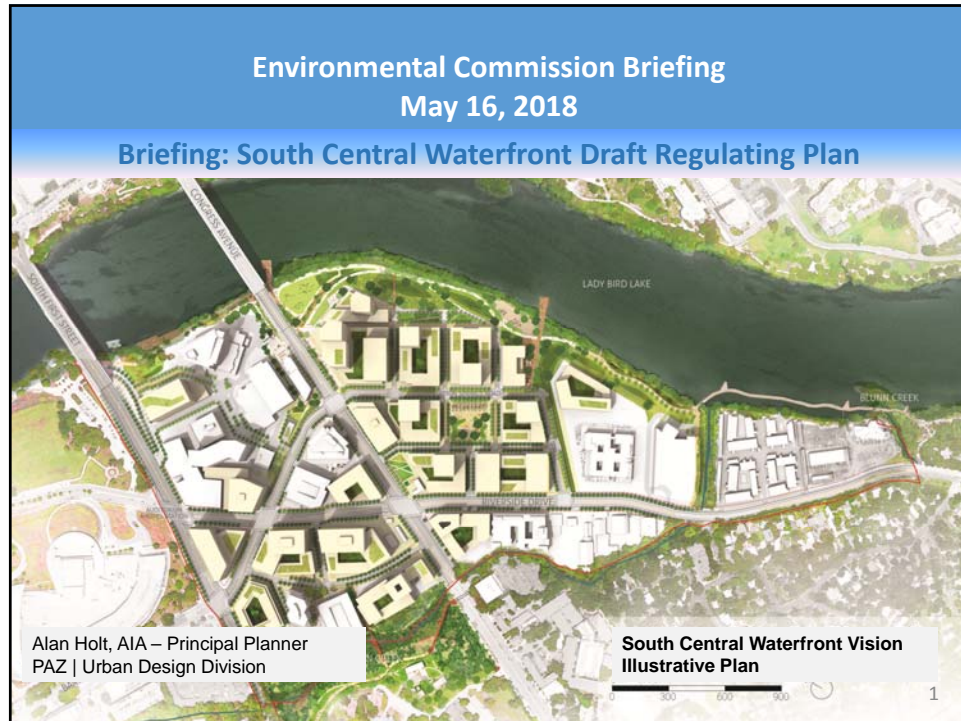 Environmental Commission Briefing
May 16, 2018
Briefing: South Central Waterfront Draft Regulating Plan
CONGRESS AVENUE
SOUTH FIRST STREET
LADY BIRD LAKE
BLUNN CREEK
RIVERSIDE DRIVE
Alan Holt, AIA – Principal Planner
PAZ | Urban Design Division
South Central Waterfront Vision
Illustrative Plan
0 300 600 900
1